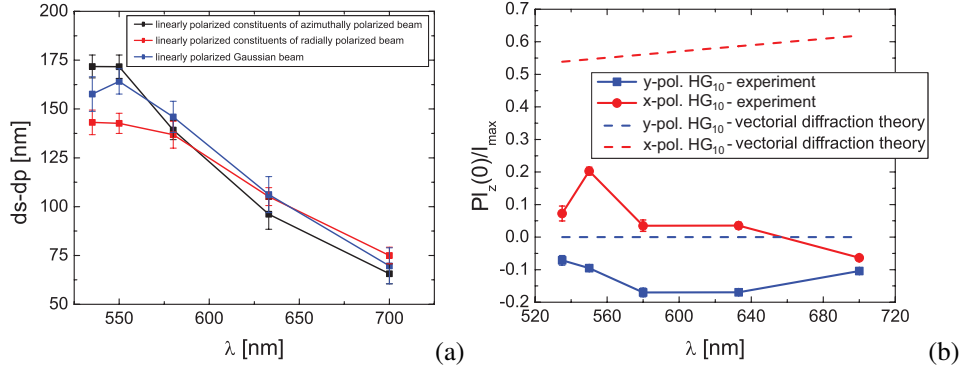 linearly polarized constituents of azimuthally polarized beam
linearly polarized constituents of radially polarized beam
linearly polarized Gaussian beam
ds-dp [nm]
175
150
125
100
75
50
550
600
650
700
λ [nm]
(a)
PI_z(0)/I_max
0.7
0.6
0.5
0.4
0.3
0.2
0.1
0.0
-0.1
-0.2
y-pol. HG₁₀ - experiment
x-pol. HG₁₀ - experiment
y-pol. HG₁₀ - vectorial diffraction theory
x-pol. HG₁₀ - vectorial diffraction theory
520
560
600
640
680
720
λ [nm]
(b)